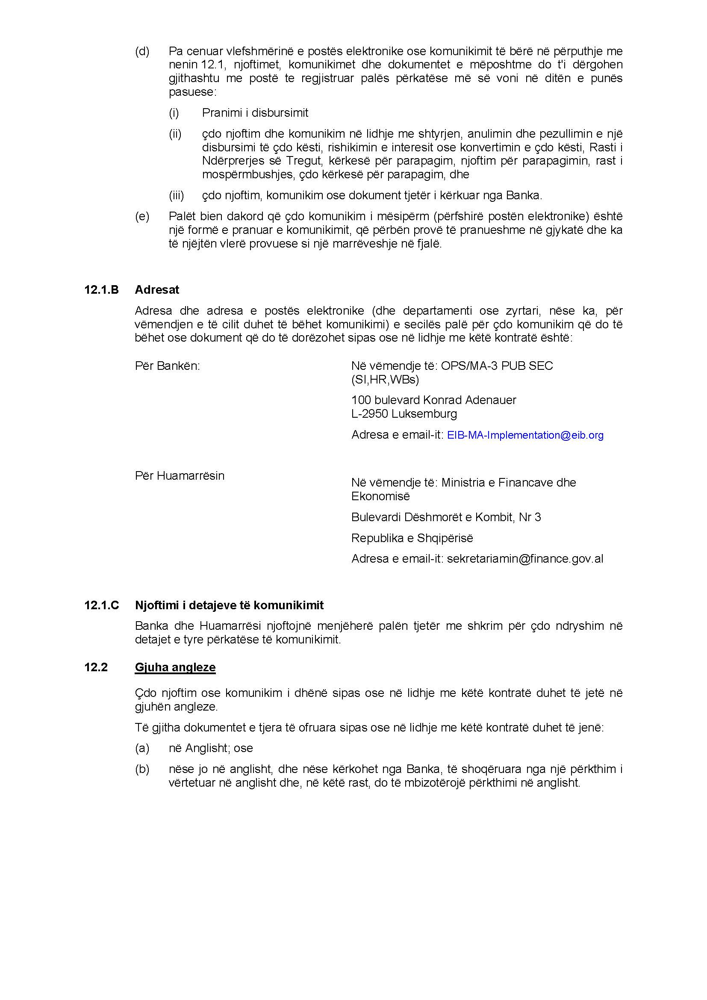 (d) Pa cenuar vlefshmërinë e postës elektronike ose komunikimit të bërë në përputhje me
nenin 12.1, njoftimet, komunikimet dhe dokumentet e mëposhtme do t'i dërgohen
gjithashtu me postë te regjistruar palës përkatëse më së voni në ditën e punës
pasuese:
(i) Pranimi i disbursimit
(ii) çdo njoftim dhe komunikim në lidhje me shtyrjen, anulimin dhe pezullimin e një
disbursimi të çdo kësti, rishikimin e interesit ose konvertimin e çdo kësti, Rasti i
Ndërprerjes së Tregut, kërkesë për parapagim, njoftim për parapagimin, rast i
mospërmbushjes, çdo kërkesë për parapagim, dhe
(iii) çdo njoftim, komunikim ose dokument tjetër i kërkuar nga Banka.
(e) Palët bien dakord që çdo komunikim i mësipërm (përfshirë postën elektronike) është
një formë e pranuar e komunikimit, që përbën provë të pranueshme në gjykatë dhe ka
të njëjtën vlerë provuese si një marrëveshje në fjalë.
12.1.B Adresat
Adresa dhe adresa e postës elektronike (dhe departamenti ose zyrtari, nëse ka, për
vëmendjen e të cilit duhet të bëhet komunikimi) e secilës palë për çdo komunikim që do të
bëhet ose dokument që do të dorëzohet sipas ose në lidhje me këtë kontratë është:
Për Bankën: Në vëmendje të: OPS/MA-3 PUB SEC
(SI,HR,WBs)
100 bulevard Konrad Adenauer
L-2950 Luksemburg
Adresa e email-it: EIB-MA-Implementation@eib.org
Për Huamarrësin
Në vëmendje të: Ministria e Financave dhe
Ekonomisë
Bulevardi Dëshmorët e Kombit, Nr 3
Republika e Shqipërisë
Adresa e email-it: sekretariamin@finance.gov.al
12.1.C Njoftimi i detajeve të komunikimit
Banka dhe Huamarrësi njoftojnë menjëherë palën tjetër me shkrim për çdo ndryshim në
detajet e tyre përkatëse të komunikimit.
12.2 Gjuha angleze
Çdo njoftim ose komunikim i dhënë sipas ose në lidhje me këtë kontratë duhet të jetë në
gjuhën angleze.
Të gjitha dokumentet e tjera të ofruara sipas ose në lidhje me këtë kontratë duhet të jenë:
(a) në Anglisht; ose
(b) nëse jo në anglisht, dhe nëse kërkohet nga Banka, të shoqëruara nga një përkthim i
vërtetuar në anglisht dhe, në këtë rast, do të mbizotërojë përkthimi në anglisht.